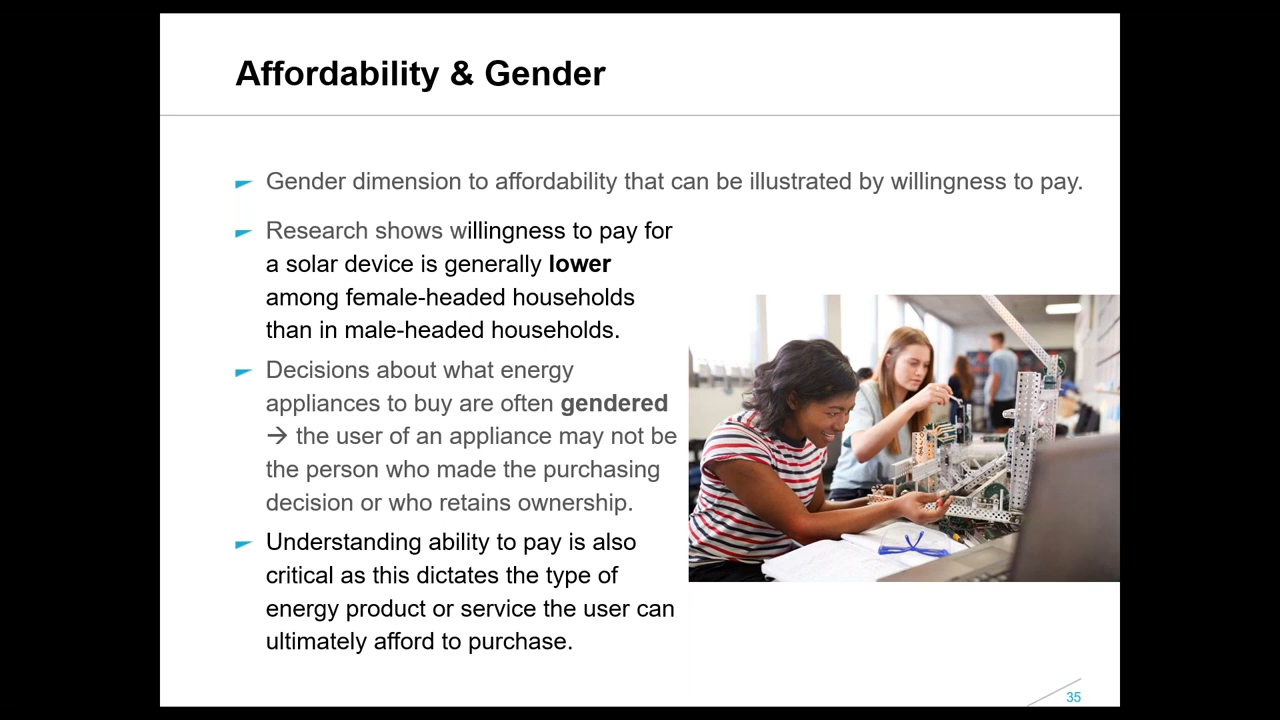 Affordability & Gender
Gender dimension to affordability that can be illustrated by willingness to pay.
Research shows willingness to pay for
a solar device is generally lower
among female-headed households
than in male-headed households.
Decisions about what energy
appliances to buy are often gendered
→ the user of an appliance may not be
the person who made the purchasing
decision or who retains ownership.
Understanding ability to pay is also
critical as this dictates the type of
energy product or service the user can
ultimately afford to purchase.
35